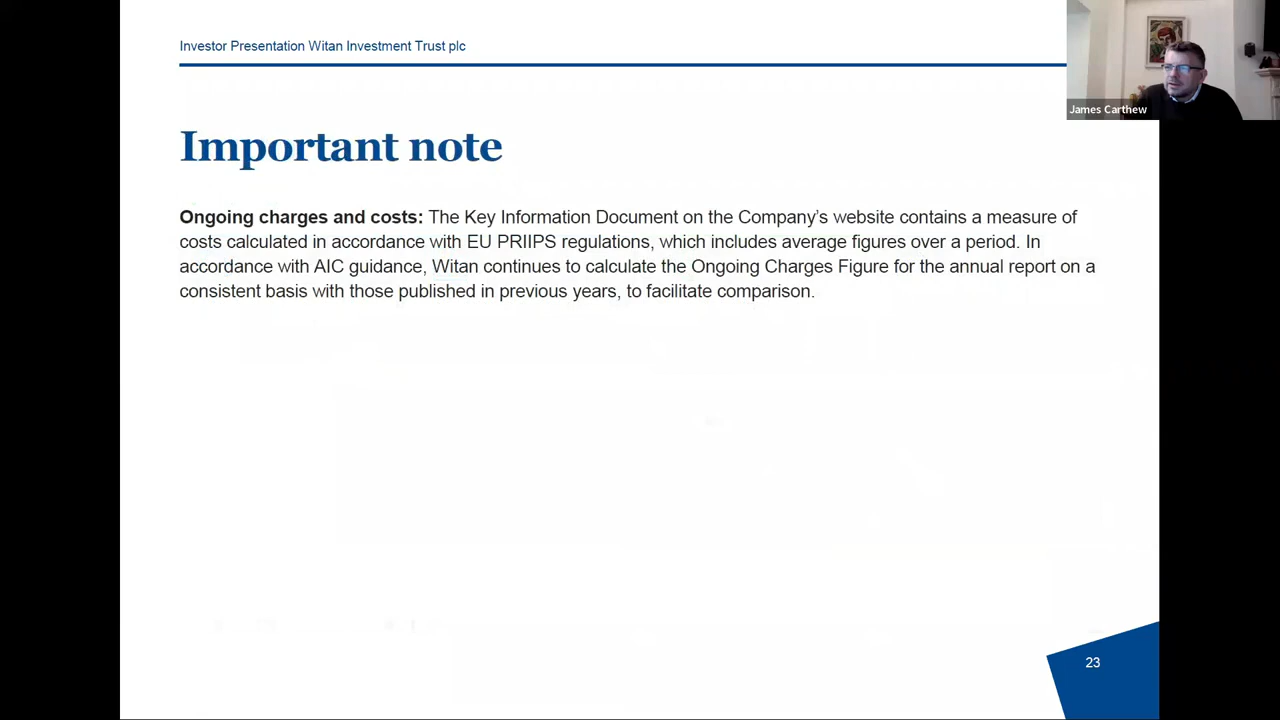 Investor Presentation Witan Investment Trust plc
James Carthew
Important note
Ongoing charges and costs: The Key Information Document on the Company's website contains a measure of
costs calculated in accordance with EU PRIIPS regulations, which includes average figures over a period. In
accordance with AIC guidance, Witan continues to calculate the Ongoing Charges Figure for the annual report on a
consistent basis with those published in previous years, to facilitate comparison.
23